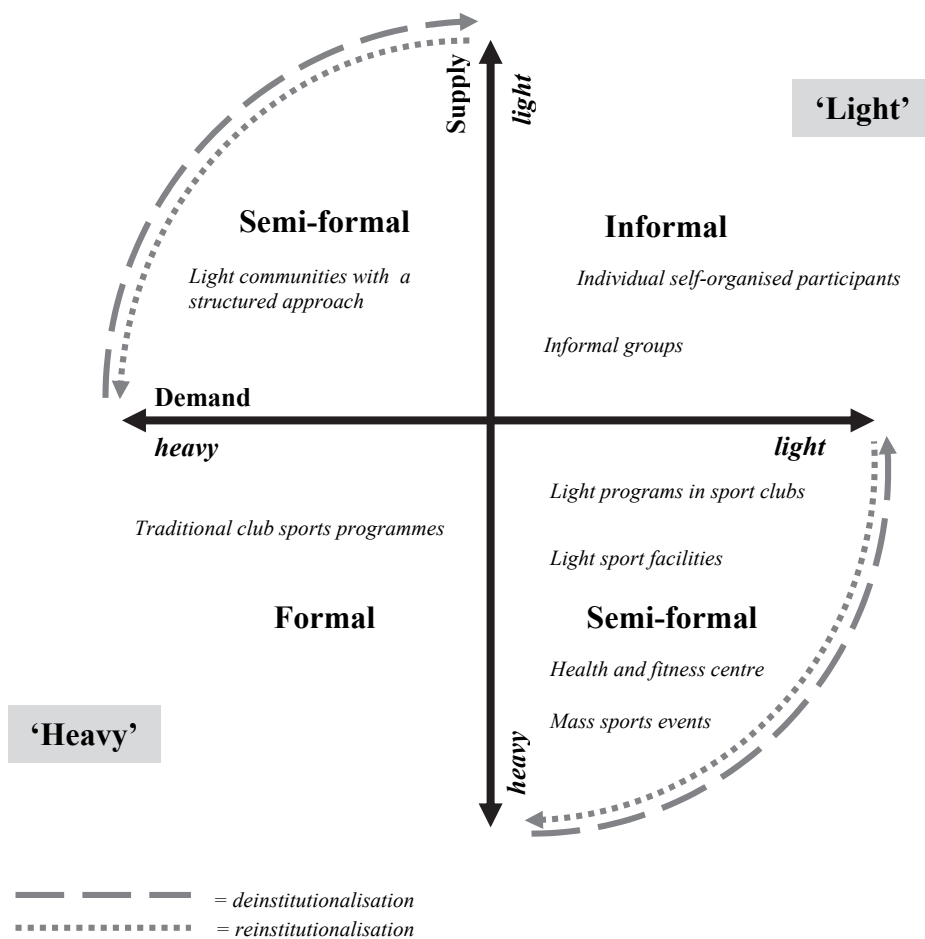 Supply
light
‘Light’
Semi-formal
Light communities with a
structured approach
Informal
Individual self-organised participants
Informal groups
Demand
heavy
light
Traditional club sports programmes
Formal
Light programs in sport clubs
Light sport facilities
Semi-formal
Health and fitness centre
Mass sports events
‘Heavy’
heavy
= deinstitutionalisation
= reinstitutionalisation